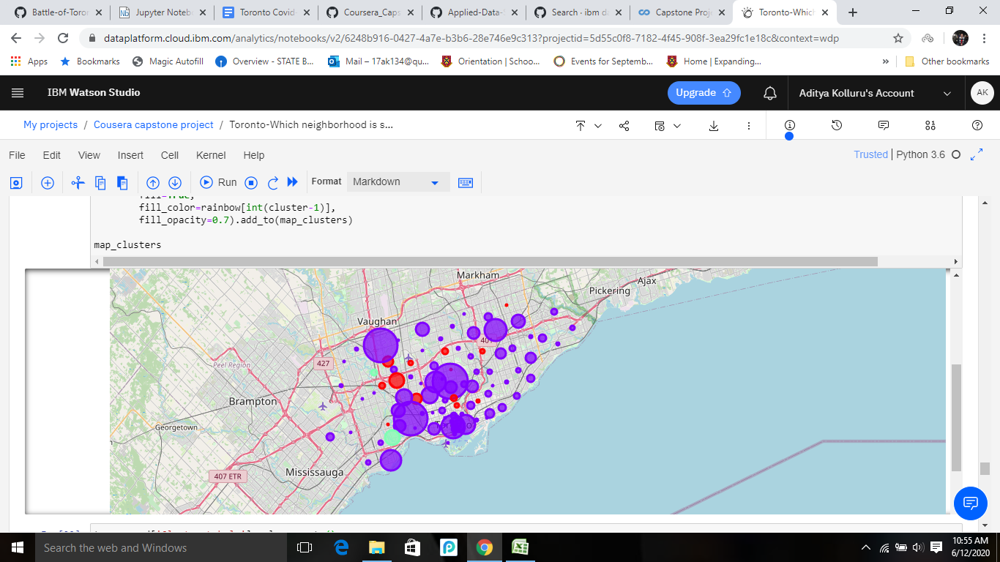 Battle-of-Toron
Jupyter Noteb
Toronto Covid
Coursera_Caps
Applied-Data-S
Search · ibm da
Capstone Proje
Toronto-Which
dataplatform.cloud.ibm.com/analytics/notebooks/v2/6248b916-0427-4a7e-b3b6-28e746e9c313?projectid=5d55c0f8-7182-4f45-908f-3ea29fc1e18c&context=wdp
Apps Bookmarks Magic Autofill Overview - STATE B... Mail – 17ak134@qu... Orientation | Schoo... Events for Septemb... Home | Expanding... » Other bookmarks
IBM Watson Studio Upgrade Aditya Kolluru's Account AK
My projects / Cousera capstone project / Toronto-Which neighborhood is s...
File Edit View Insert Cell Kernel Help Trusted | Python 3.6
Run Format Markdown
fill=True,
fill_color=rainbow[int(cluster-1)],
fill_opacity=0.7).add_to(map_clusters)
map_clusters
Markham
Ajax
Pickering
Vaughan
Peel Region
427
Brampton
Georgetown
Mississauga
407 ETR
Search the web and Windows
10:55 AM
6/12/2020